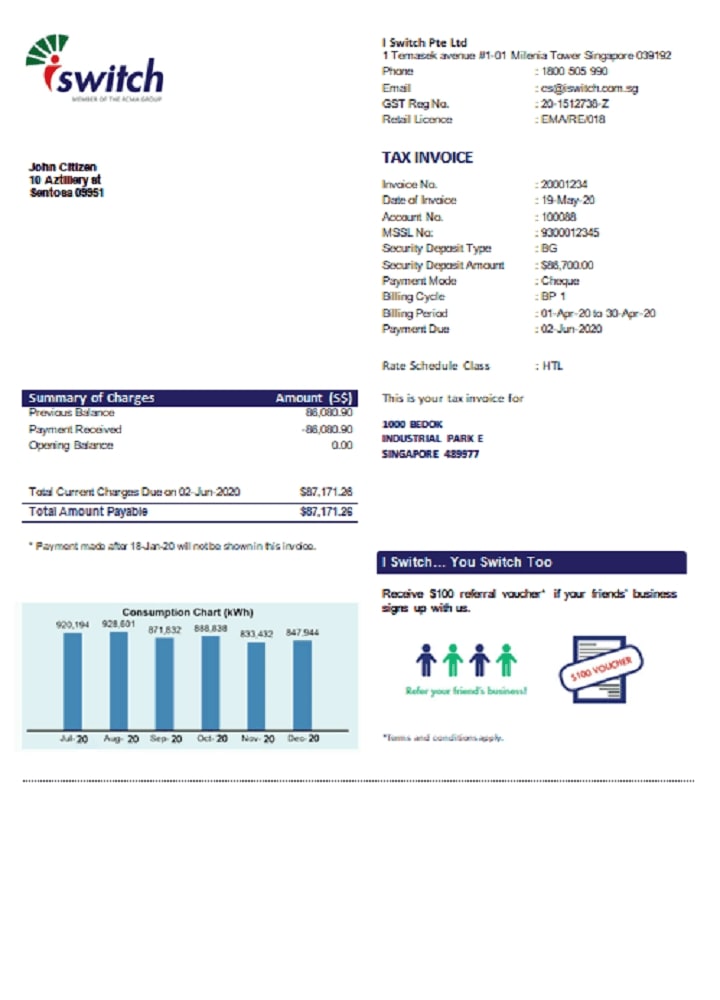 iswitch
MEMBER OF THE ACMA GROUP
I Switch Pte Ltd
1 Temasek avenue #1-01 Milenia Tower Singapore 039192
Phone : 1800 505 990
Email : cs@iswitch.com.sg
GST Reg No. : 20-1512738-Z
Retail Licence : EMA/RE/018
John Citizen
10 Aztillery st
Sentosa 09951
TAX INVOICE
Invoice No. : 20001234
Date of Invoice : 19-May-20
Account No. : 100088
MSSL No: : 9300012345
Security Deposit Type : BG
Security Deposit Amount : $86,700.00
Payment Mode : Cheque
Billing Cycle : BP 1
Billing Period : 01-Apr-20 to 30-Apr-20
Payment Due : 02-Jun-2020
Rate Schedule Class : HTL
This is your tax invoice for
1000 BEDOK
INDUSTRIAL PARK E
SINGAPORE 489977
Summary of Charges Amount (S$)
Previous Balance 86,080.90
Payment Received -86,080.90
Opening Balance 0.00
Total Current Charges Due on 02-Jun-2020 $87,171.26
Total Amount Payable $87,171.26
* Payment made after 18-Jan-20 will not be shown in this invoice.
I Switch... You Switch Too
Receive $100 referral voucher* if your friends' business
signs up with us.
Refer your friend's business!
$100 VOUCHER
*Terms and conditions apply.
Consumption Chart (kWh)
920,194 928,601 871,832 888,838 833,432 847,944
Jul-20 Aug-20 Sep-20 Oct-20 Nov-20 Dec-20